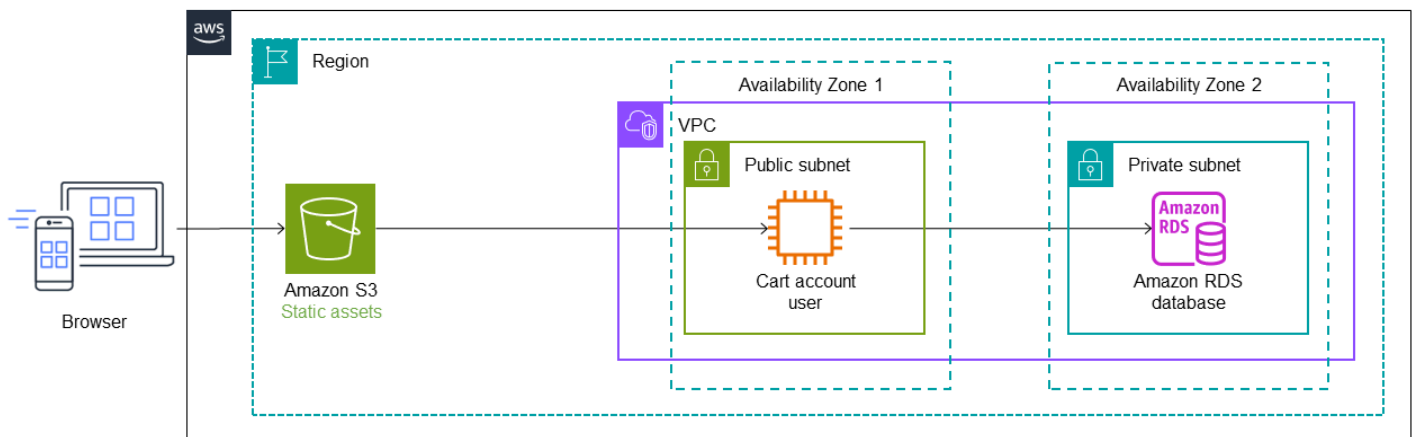 aws
Region
Availability Zone 1
Availability Zone 2
VPC
Public subnet
Private subnet
Amazon
RDS
Amazon S3
Static assets
Cart account
user
Amazon RDS
database
Browser